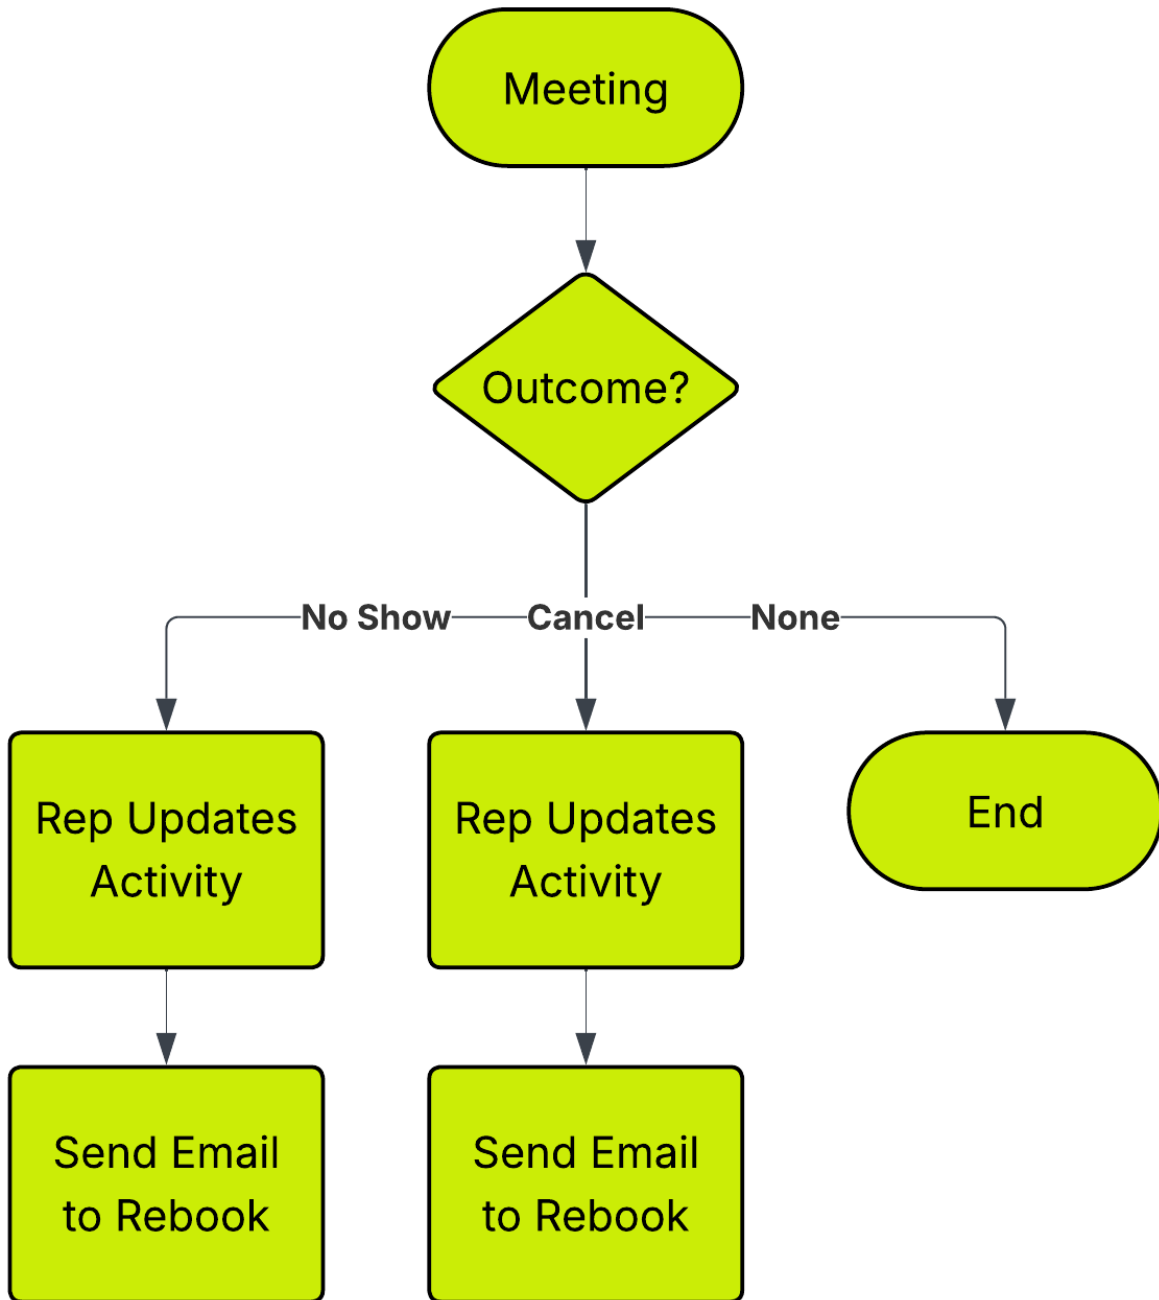 Meeting
Outcome?
No Show
Cancel
None
Rep Updates
Activity
Rep Updates
Activity
End
Send Email
to Rebook
Send Email
to Rebook